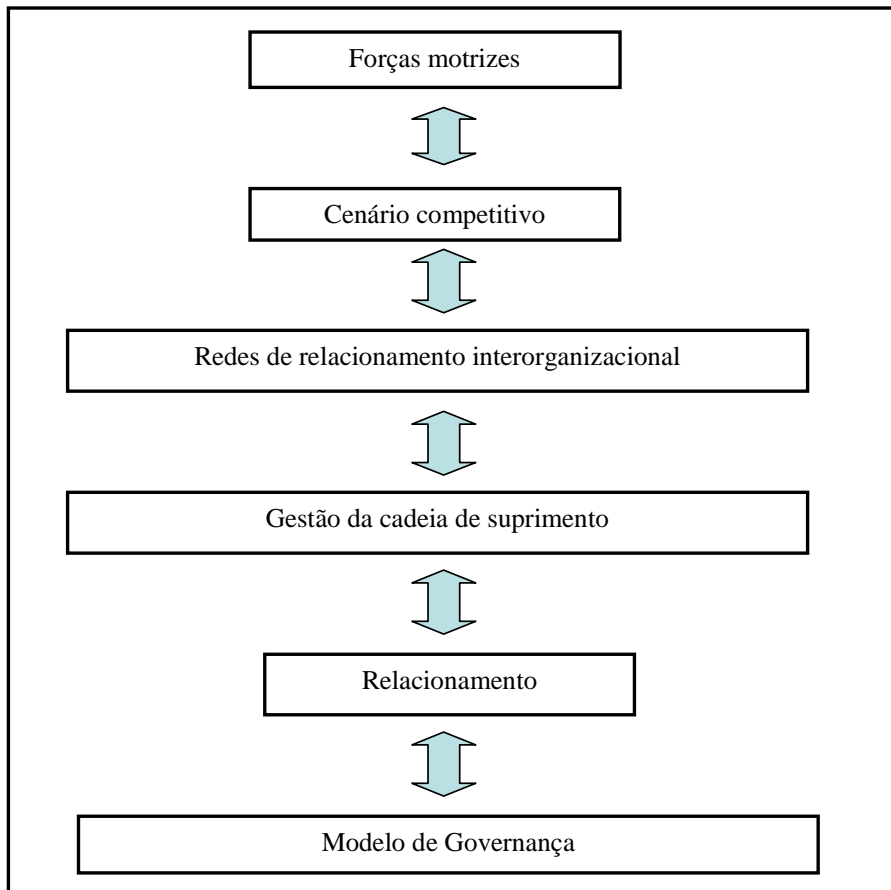 Forças motrizes
Cenário competitivo
Redes de relacionamento interorganizacional
Gestão da cadeia de suprimento
Relacionamento
Modelo de Governança